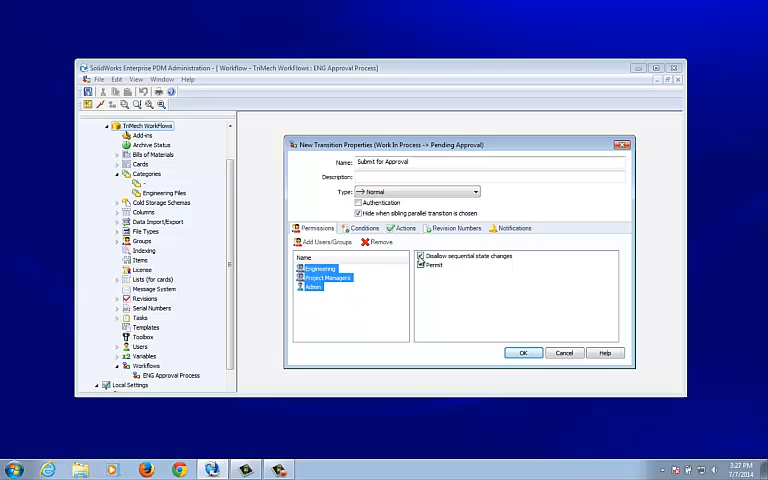 SolidWorks Enterprise PDM Administration - [ Workflow - TriMech WorkFlows : ENG Approval Process]
File Edit View Window Help
TriMech WorkFlows
Add-ins
Archive Status
Bills of Materials
Cards
Categories
-
Engineering Files
Cold Storage Schemas
Columns
Data Import/Export
File Types
Groups
Indexing
Items
License
Lists (for cards)
Message System
Revisions
Serial Numbers
Tasks
Templates
Toolbox
Users
Variables
Workflows
ENG Approval Process
Local Settings
New Transition Properties (Work In Process -> Pending Approval)
Name: Submit for Approval
Description:
Type: Normal
Authentication
Hide when sibling parallel transition is chosen
Permissions Conditions Actions Revision Numbers Notifications
Add Users/Groups Remove
Name
Engineering
Project Managers
Admin
Disallow sequential state changes
Permit
OK Cancel Help
3:27 PM
7/7/2014